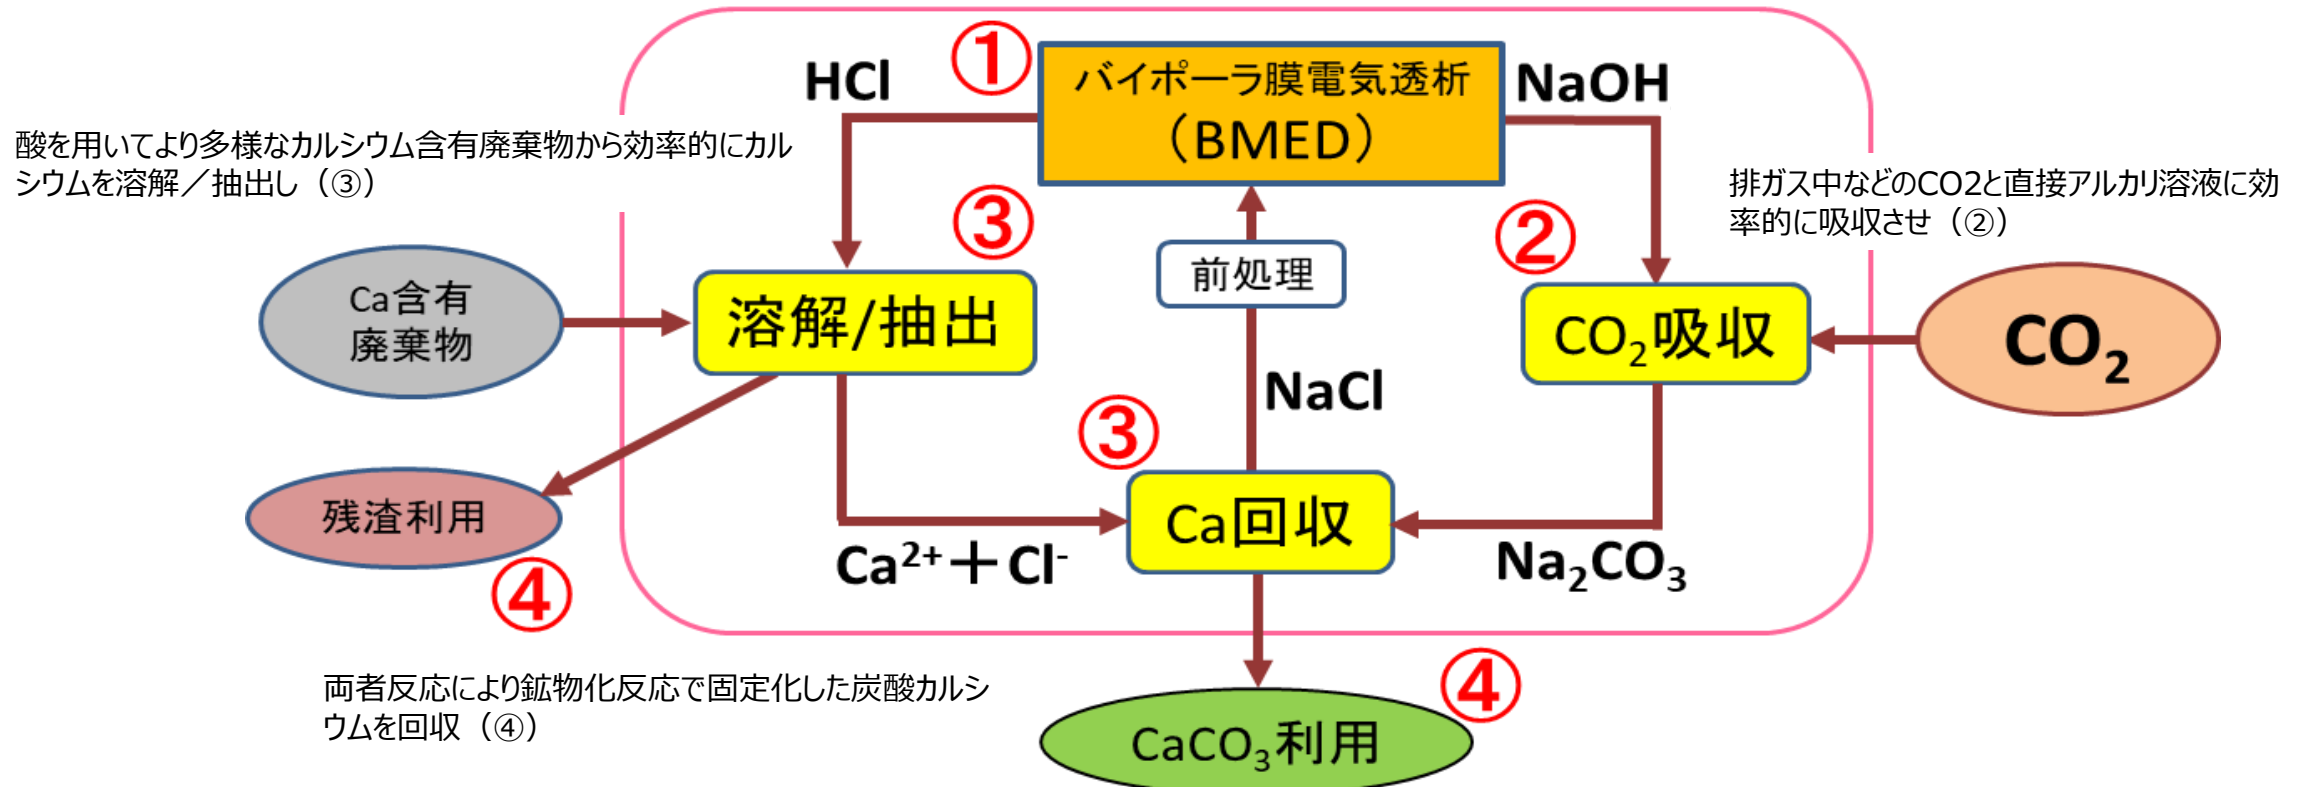 ①
バイポーラ膜電気透析
（BMED）
HCl
NaOH
酸を用いてより多様なカルシウム含有廃棄物から効率的にカル
シウムを溶解／抽出し（③）
排ガス中などのCO2と直接アルカリ溶液に効
率的に吸収させ（②）
③
②
前処理
Ca含有
廃棄物
溶解/抽出
CO₂吸収
CO₂
NaCl
③
残渣利用
④
Ca回収
Ca²⁺＋Cl⁻
Na₂CO₃
両者反応により鉱物化反応で固定化した炭酸カルシ
ウムを回収（④）
④
CaCO₃利用